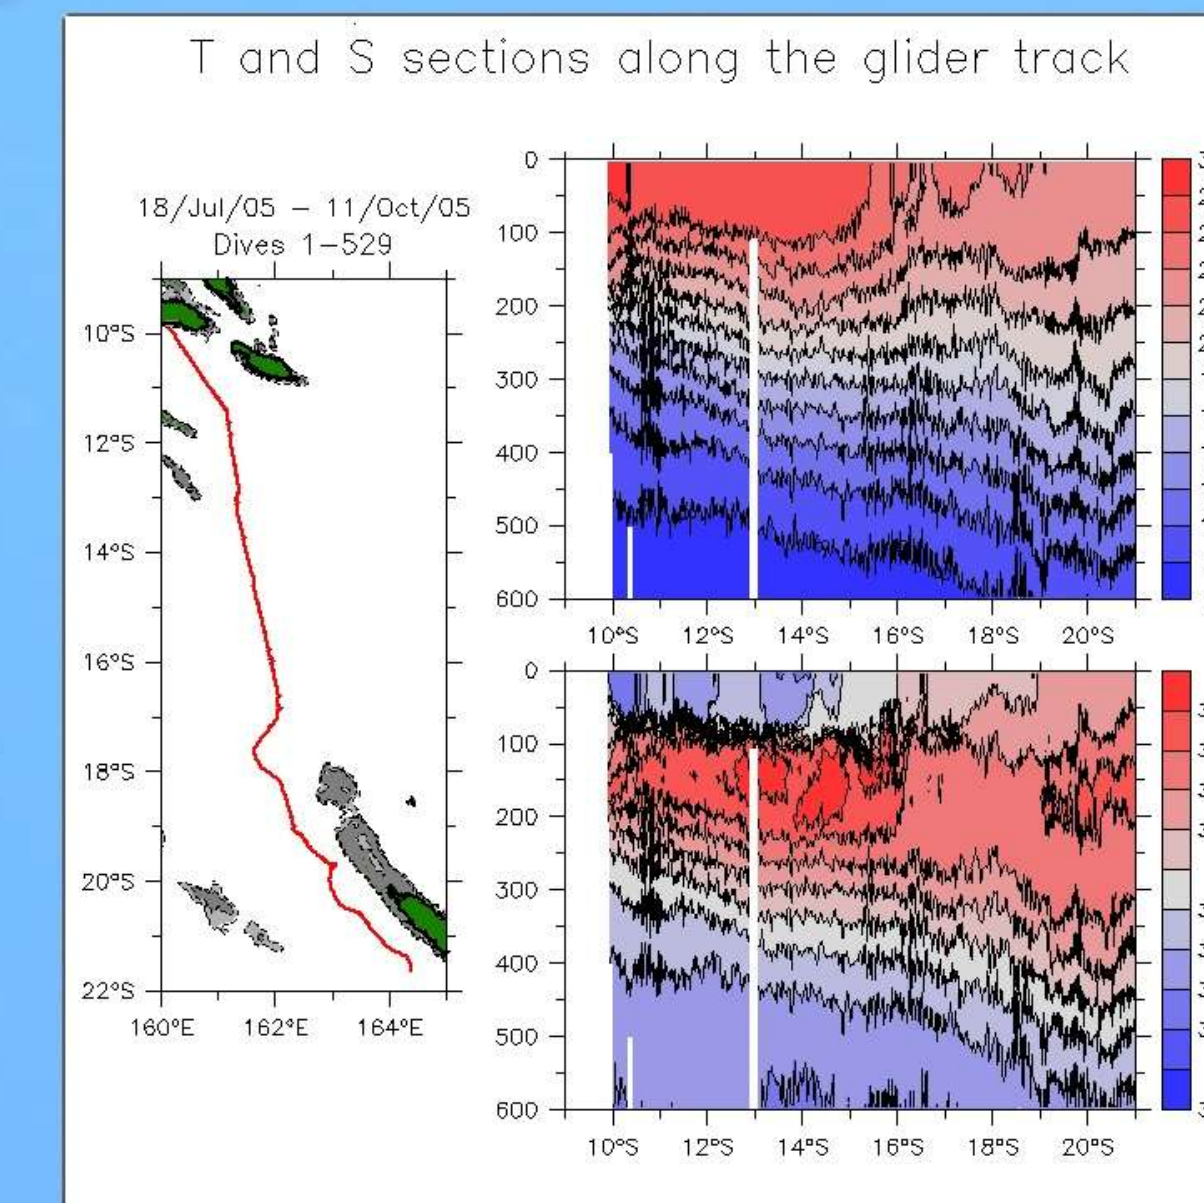 T and S sections along the glider track
18/Jul/05 – 11/Oct/05
Dives 1–529
10°S
12°S
14°S
16°S
18°S
20°S
22°S
160°E 162°E 164°E
0
100
200
300
400
500
600
10°S 12°S 14°S 16°S 18°S 20°S
0
100
200
300
400
500
600
10°S 12°S 14°S 16°S 18°S 20°S